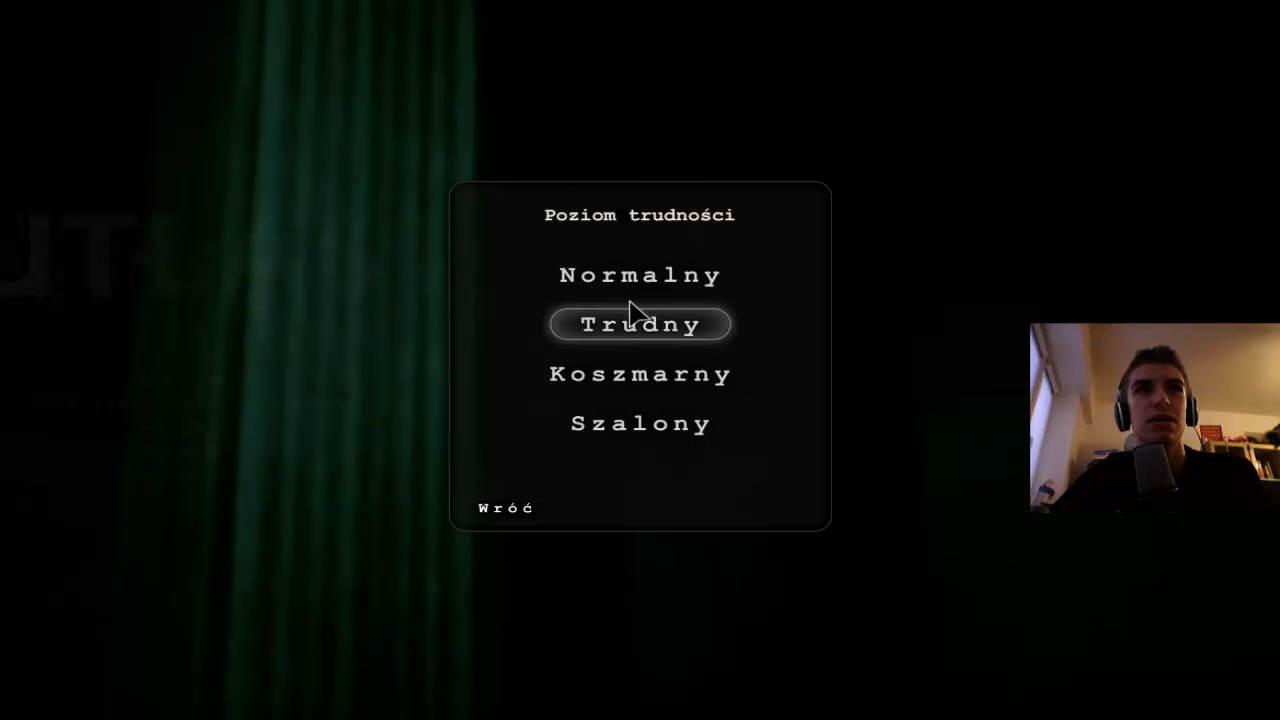 Poziom trudności
Normalny
Trudny
Koszmarny
Szalony
Wróć